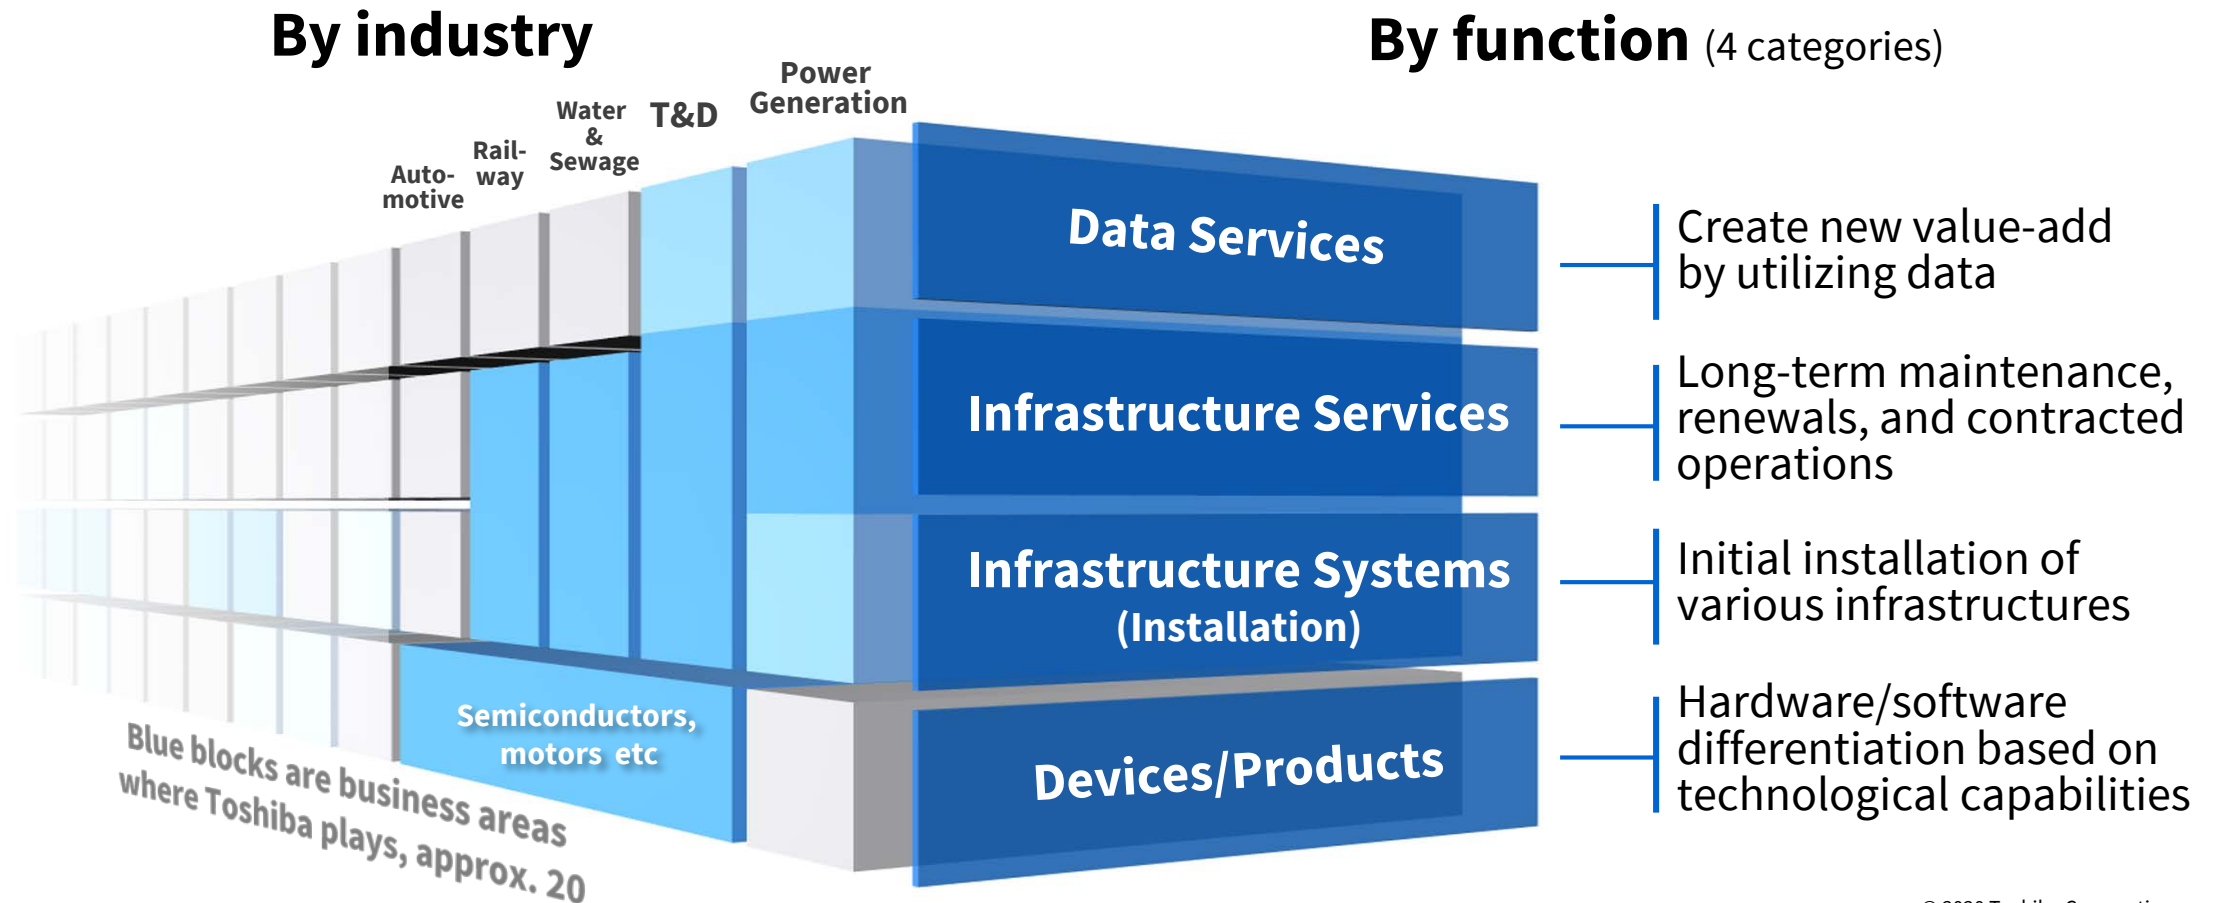 By industry
By function (4 categories)
Power
Generation
T&D
Water
&
Sewage
Rail-
way
Auto-
motive
Data Services
Create new value-add
by utilizing data
Infrastructure Services
Long-term maintenance,
renewals, and contracted
operations
Infrastructure Systems
(Installation)
Initial installation of
various infrastructures
Semiconductors,
motors etc
Devices/Products
Hardware/software
differentiation based on
technological capabilities
Blue blocks are business areas
where Toshiba plays, approx. 20